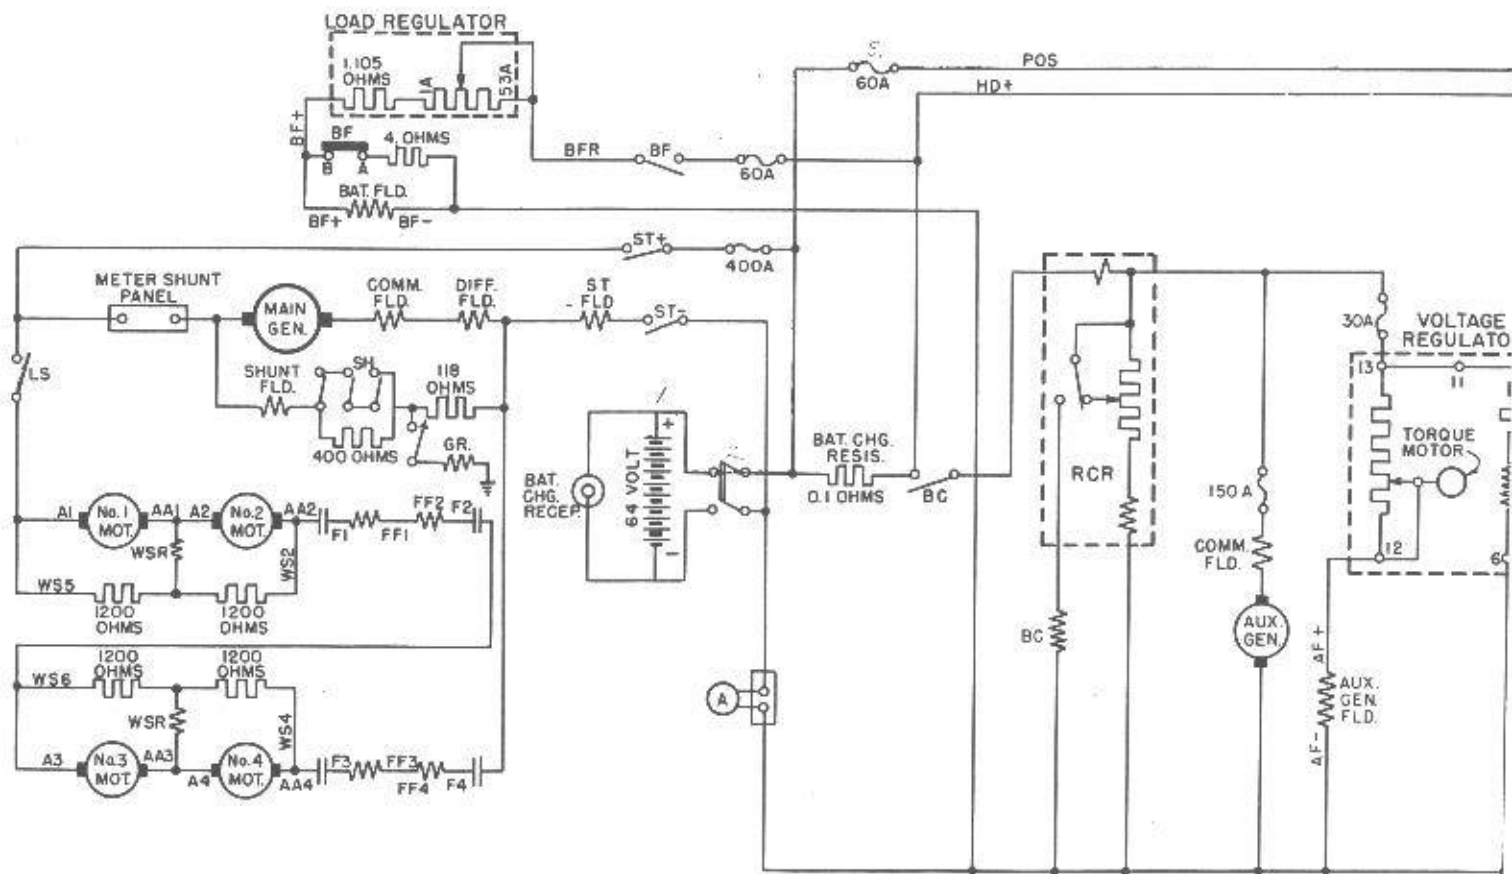 LOAD REGULATOR
1.105
OHMS
1A
53A
BF+
BF
B
A
4. OHMS
BAT. FLD.
BF+
BF-
BFR
BF
60A
S.
60A
POS
HD+
ST+
400A
METER SHUNT
PANEL
MAIN
GEN.
COMM.
FLD.
DIFF.
FLD.
ST
FLD
ST-
LS
SHUNT
FLD.
SH
118
OHMS
400 OHMS
GR.
BAT.
CHG.
RECEP.
64 VOLT
+
-
BAT. CHG.
RESIS.
0.1 OHMS
BC
RCR
BC
150 A
COMM.
FLD.
AUX.
GEN.
30A
VOLTAGE
REGULATO
13
11
TORQUE
MOTOR
12
6
AF+
AUX.
GEN.
FLD.
AF-
A1
No.1
MOT.
AA1
A2
No.2
MOT.
AA2
F1
FF1
FF2
F2
WSR
WS2
WS5
1200
OHMS
1200
OHMS
1200
OHMS
1200
OHMS
WS6
WSR
WS4
A3
No.3
MOT.
AA3
A4
No.4
MOT.
AA4
F3
FF3
FF4
F4
A